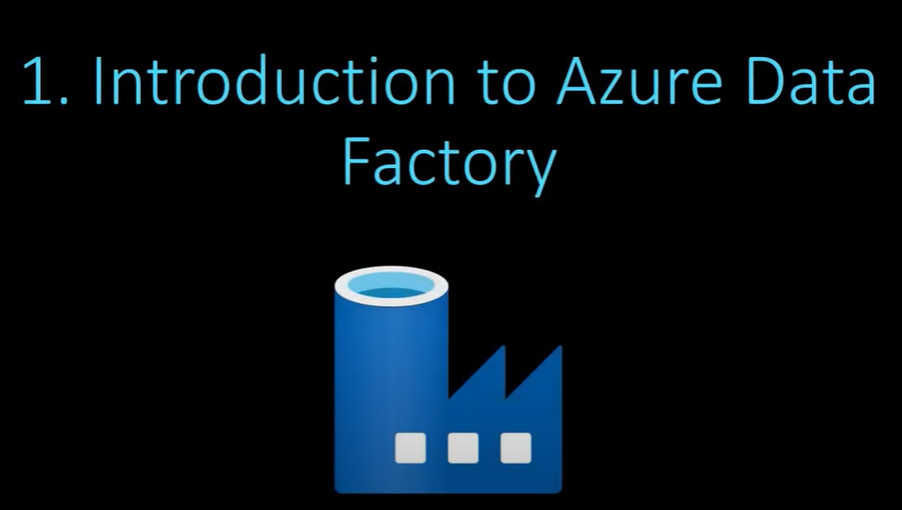 1. Introduction to Azure Data
Factory